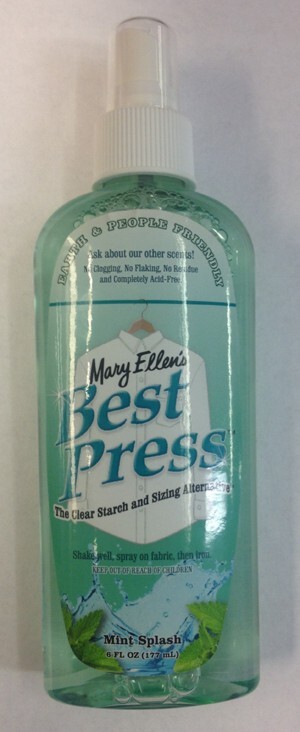 EARTH & PEOPLE FRIENDLY
Ask about our other scents!
No Clogging, No Flaking, No Residue
and Completely Acid-Free
Mary Ellen's
Best
Press™
The Clear Starch and Sizing Alternative
Shake well, spray on fabric, then iron.
KEEP OUT OF REACH OF CHILDREN
Mint Splash
6 FL OZ (177 mL)